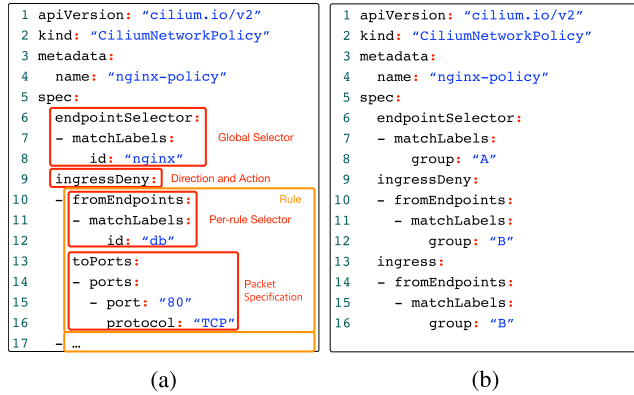 1 apiVersion: “cilium.io/v2”
2 kind: “CiliumNetworkPolicy”
3 metadata:
4 name: “nginx-policy”
5 spec:
6 endpointSelector:
7 - matchLabels:
Global Selector
8 id: “nginx”
9 ingressDeny:
Direction and Action
10 - fromEndpoints:
Rule
11 - matchLabels:
Per-rule Selector
12 id: “db”
13 toPorts:
14 - ports:
Packet
Specification
15 - port: “80”
16 protocol: “TCP”
17 - …
(a)
1 apiVersion: “cilium.io/v2”
2 kind: “CiliumNetworkPolicy”
3 metadata:
4 name: “nginx-policy”
5 spec:
6 endpointSelector:
7 - matchLabels:
8 group: “A”
9 ingressDeny:
10 - fromEndpoints:
11 - matchLabels:
12 group: “B”
13 ingress:
14 - fromEndpoints:
15 - matchLabels:
16 group: “B”
(b)